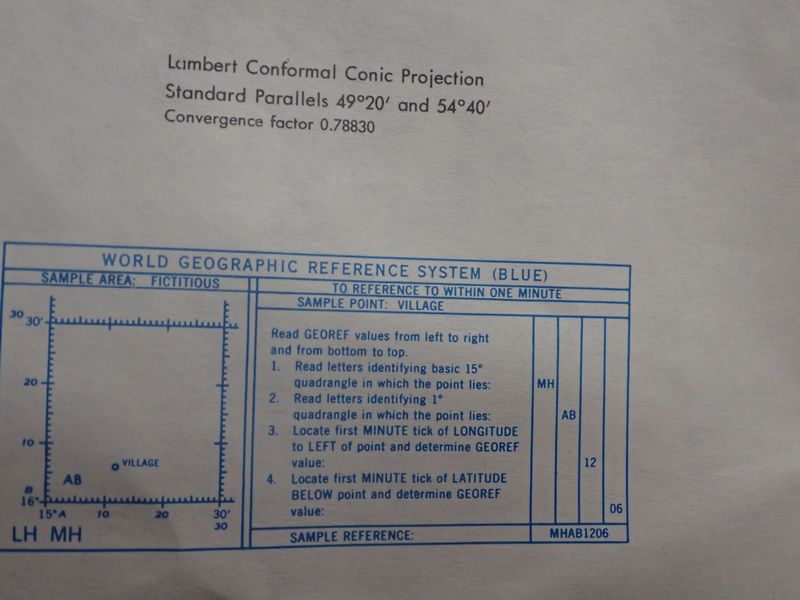 Lambert Conformal Conic Projection
Standard Parallels 49°20′ and 54°40′
Convergence factor 0.78830
WORLD GEOGRAPHIC REFERENCE SYSTEM (BLUE)
SAMPLE AREA: FICTITIOUS
30 30′
20
10
VILLAGE
AB
B
16°
15°A 10 20 30′
30
LH MH
TO REFERENCE TO WITHIN ONE MINUTE
SAMPLE POINT: VILLAGE
Read GEOREF values from left to right
and from bottom to top.
1. Read letters identifying basic 15°
quadrangle in which the point lies: MH
2. Read letters identifying 1°
quadrangle in which the point lies: AB
3. Locate first MINUTE tick of LONGITUDE
to LEFT of point and determine GEOREF
value: 12
4. Locate first MINUTE tick of LATITUDE
BELOW point and determine GEOREF
value: 06
SAMPLE REFERENCE: MHAB1206